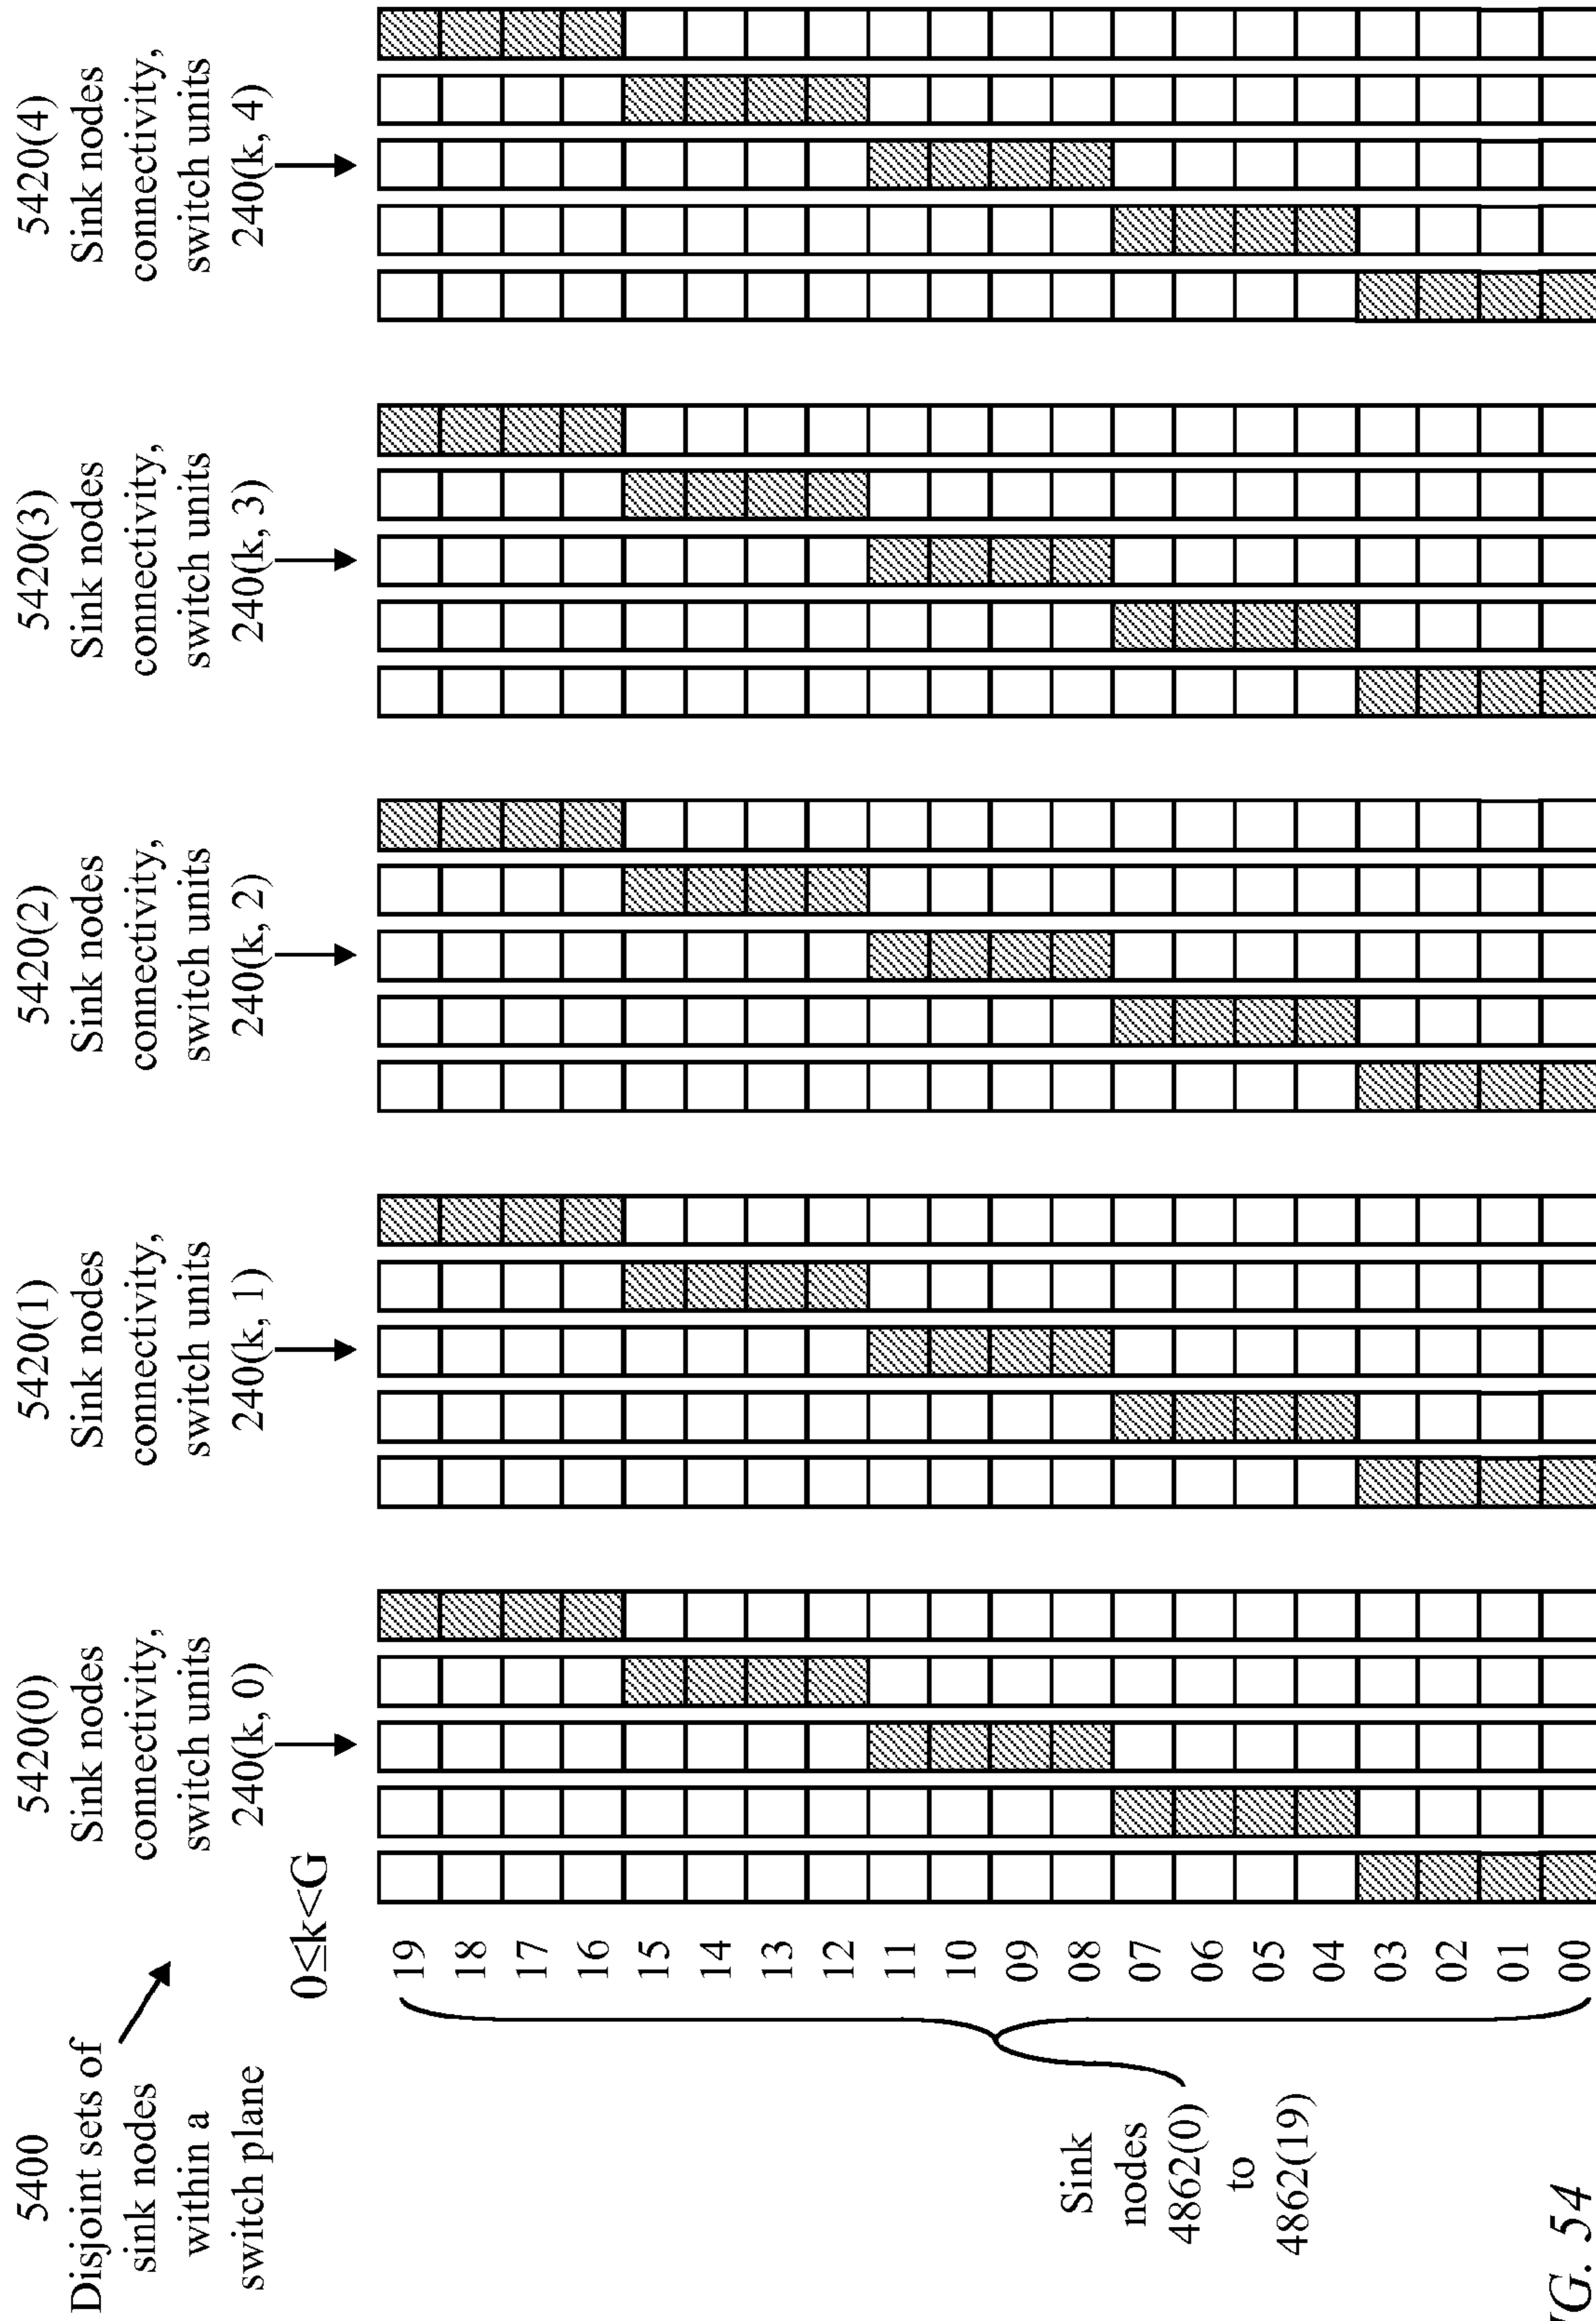 5400
Disjoint sets of
sink nodes
within a
switch plane
5420(0)
Sink nodes
connectivity,
switch units
240(k, 0)
5420(1)
Sink nodes
connectivity,
switch units
240(k, 1)
5420(2)
Sink nodes
connectivity,
switch units
240(k, 2)
5420(3)
Sink nodes
connectivity,
switch units
240(k, 3)
5420(4)
Sink nodes
connectivity,
switch units
240(k, 4)
0≤k<G
19
18
17
16
15
14
13
12
11
10
09
08
07
06
05
04
03
02
01
00
Sink
nodes
4862(0)
to
4862(19)
54